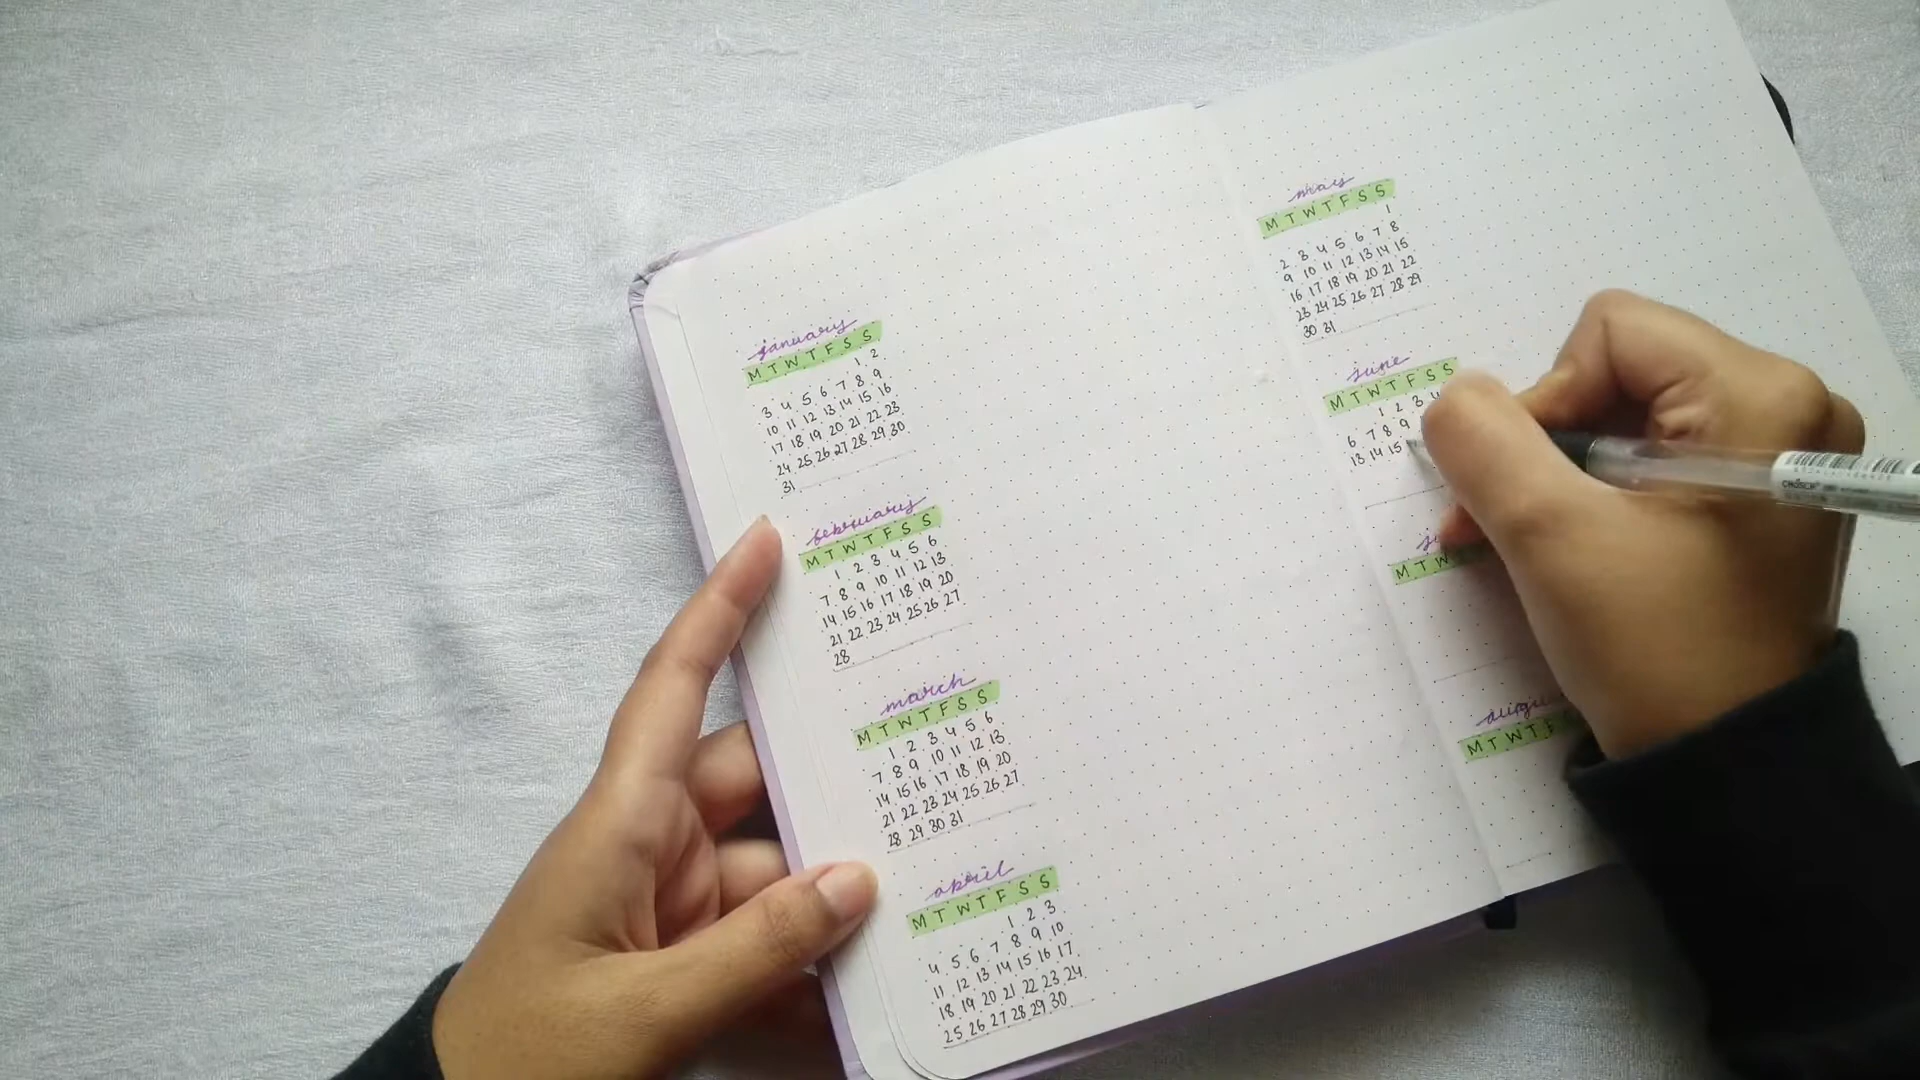 january
M T W T F S S
1 2
3 4 5 6 7 8 9
10 11 12 13 14 15 16
17 18 19 20 21 22 23
24 25 26 27 28 29 30
31
february
M T W T F S S
1 2 3 4 5 6
7 8 9 10 11 12 13
14 15 16 17 18 19 20
21 22 23 24 25 26 27
28
march
M T W T F S S
1 2 3 4 5 6
7 8 9 10 11 12 13
14 15 16 17 18 19 20
21 22 23 24 25 26 27
28 29 30 31
april
M T W T F S S
1 2 3
4 5 6 7 8 9 10
11 12 13 14 15 16 17
18 19 20 21 22 23 24
25 26 27 28 29 30
may
M T W T F S S
1
2 3 4 5 6 7 8
9 10 11 12 13 14 15
16 17 18 19 20 21 22
23 24 25 26 27 28 29
30 31
june
M T W T F S S
1 2 3 4
6 7 8 9
13 14 15
M T W
M T W T F